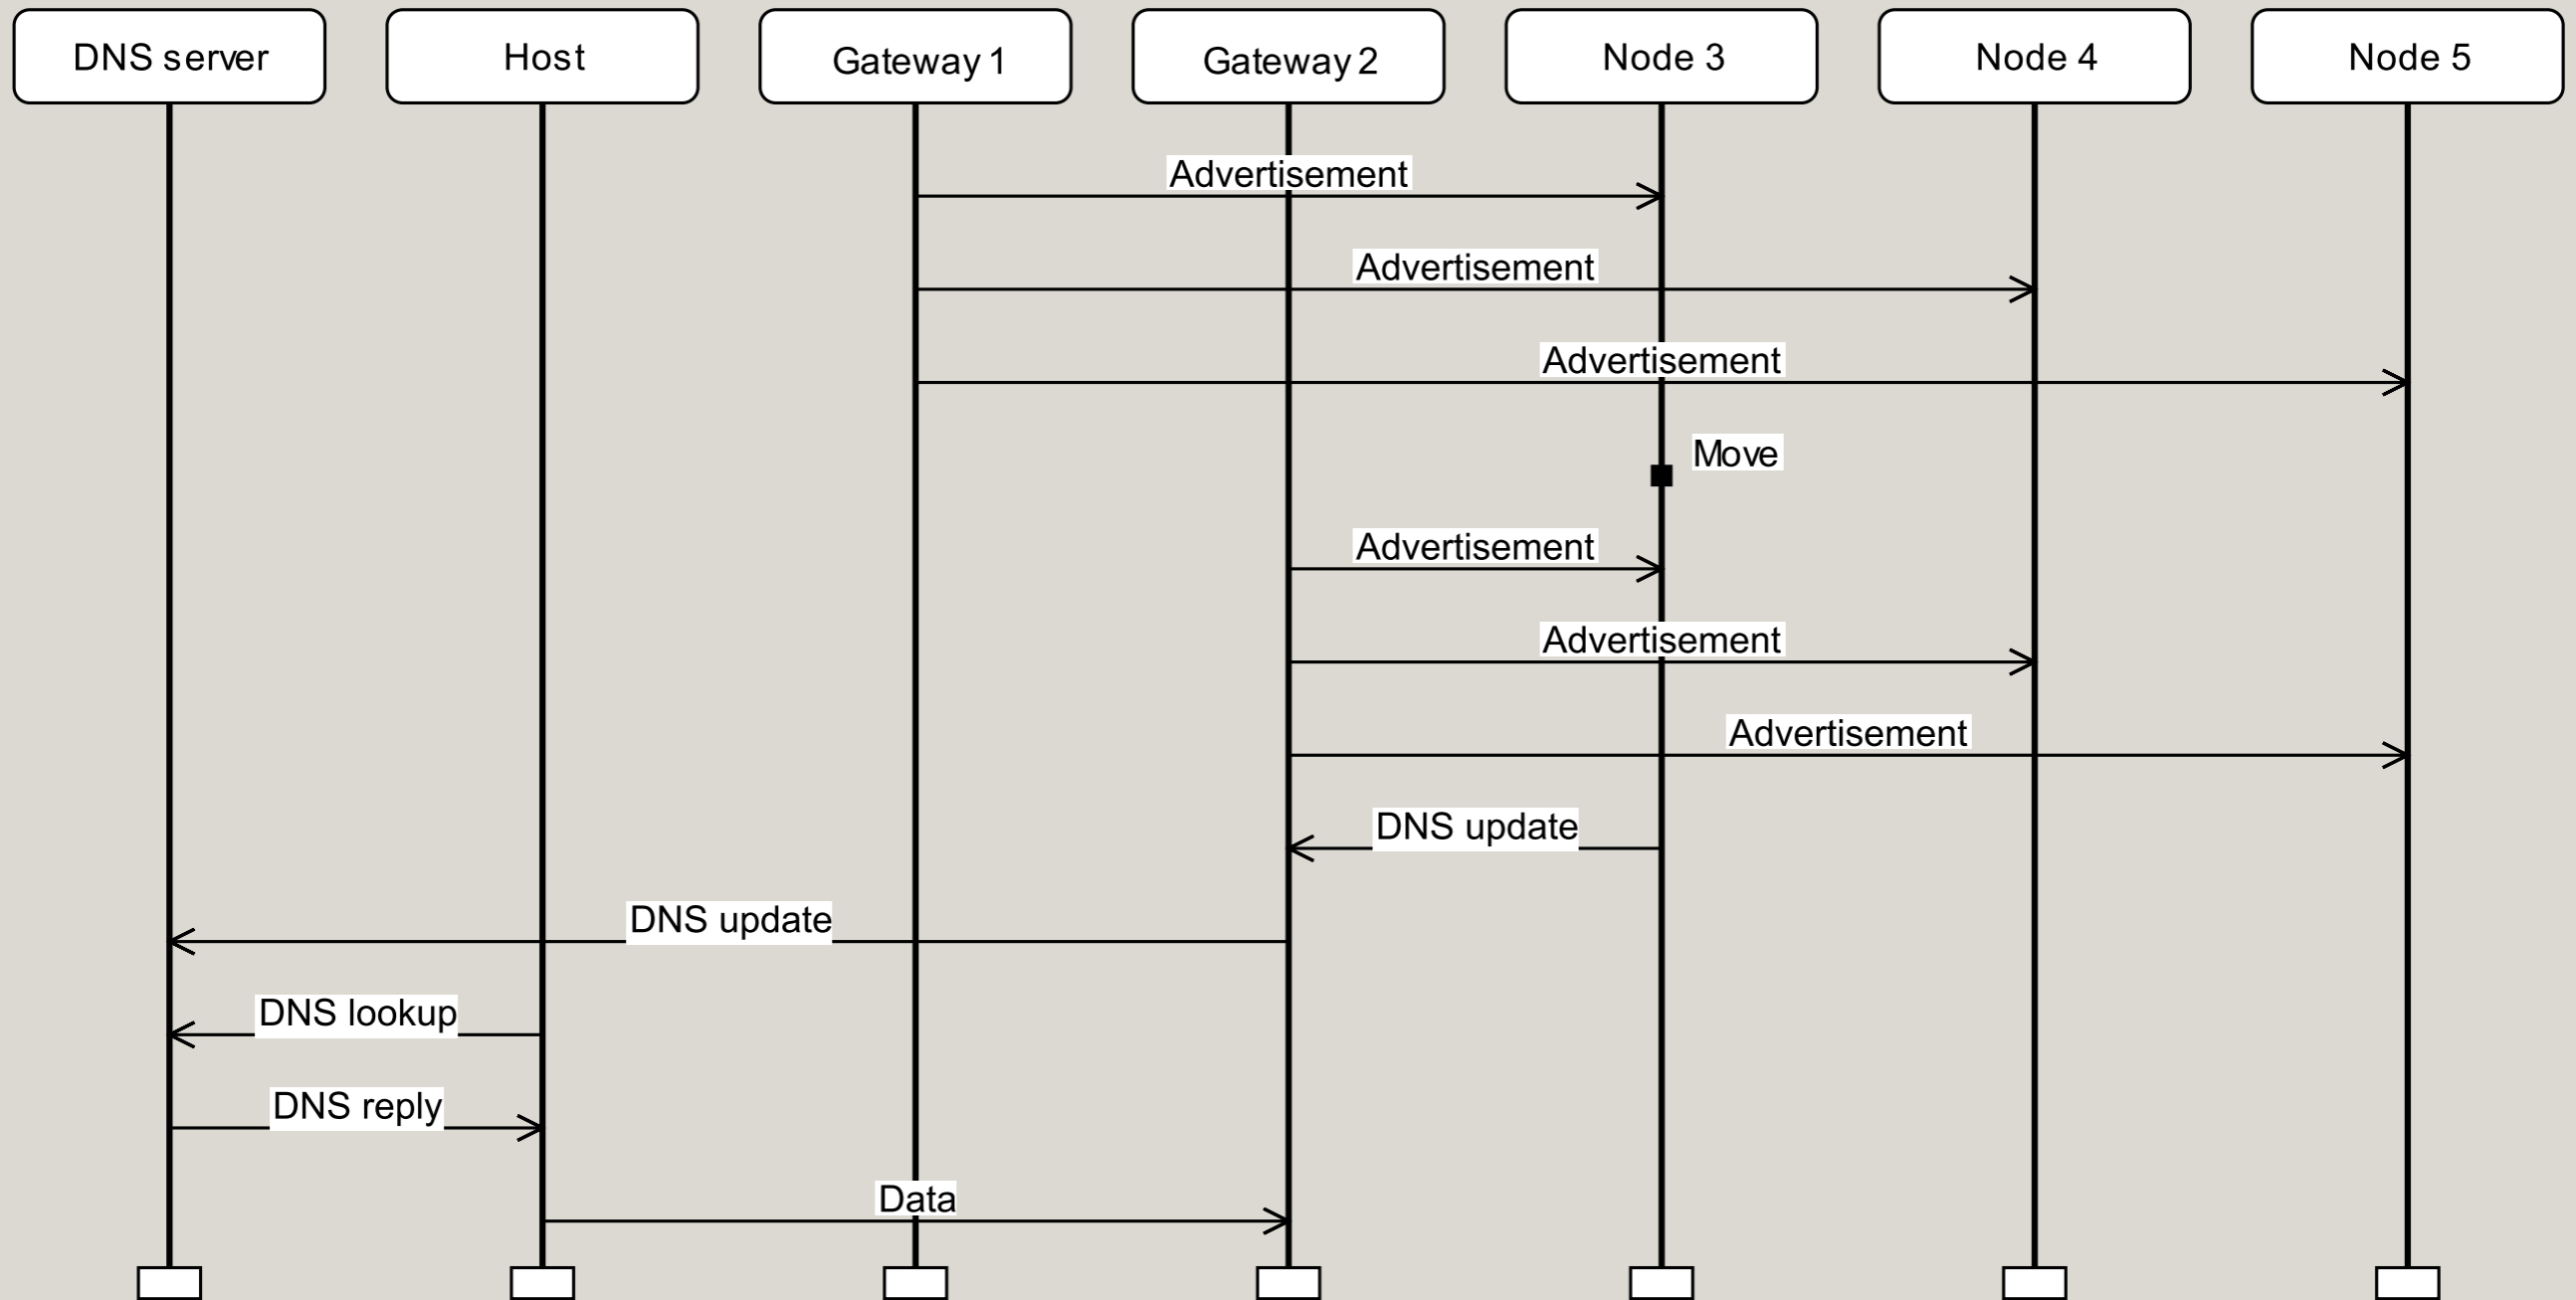 DNS server
Host
Gateway 1
Gateway 2
Node 3
Node 4
Node 5
Advertisement
Advertisement
Advertisement
Move
Advertisement
Advertisement
Advertisement
DNS update
DNS update
DNS lookup
DNS reply
Data